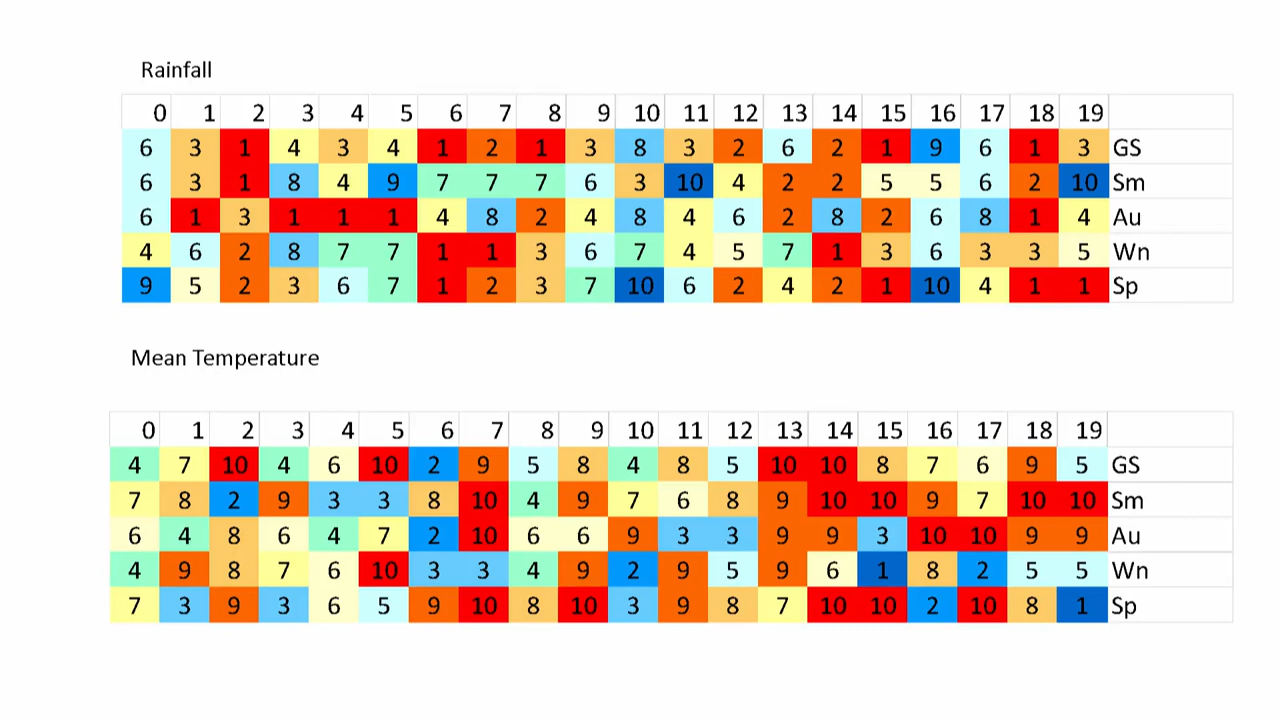 Rainfall
0 1 2 3 4 5 6 7 8 9 10 11 12 13 14 15 16 17 18 19
6 3 1 4 3 4 1 2 1 3 8 3 2 6 2 1 9 6 1 3 GS
6 3 1 8 4 9 7 7 7 6 3 10 4 2 2 5 5 6 2 10 Sm
6 1 3 1 1 1 4 8 2 4 8 4 6 2 8 2 6 8 1 4 Au
4 6 2 8 7 7 1 1 3 6 7 4 5 7 1 3 6 3 3 5 Wn
9 5 2 3 6 7 1 2 3 7 10 6 2 4 2 1 10 4 1 1 Sp
Mean Temperature
0 1 2 3 4 5 6 7 8 9 10 11 12 13 14 15 16 17 18 19
4 7 10 4 6 10 2 9 5 8 4 8 5 10 10 8 7 6 9 5 GS
7 8 2 9 3 3 8 10 4 9 7 6 8 9 10 10 9 7 10 10 Sm
6 4 8 6 4 7 2 10 6 6 9 3 3 9 9 3 10 10 9 9 Au
4 9 8 7 6 10 3 3 4 9 2 9 5 9 6 1 8 2 5 5 Wn
7 3 9 3 6 5 9 10 8 10 3 9 8 7 10 10 2 10 8 1 Sp